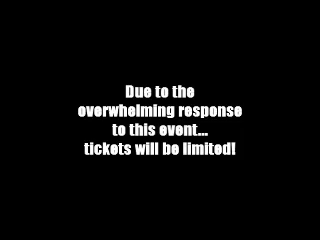 Due to the
overwhelming response
to this event...
tickets will be limited!